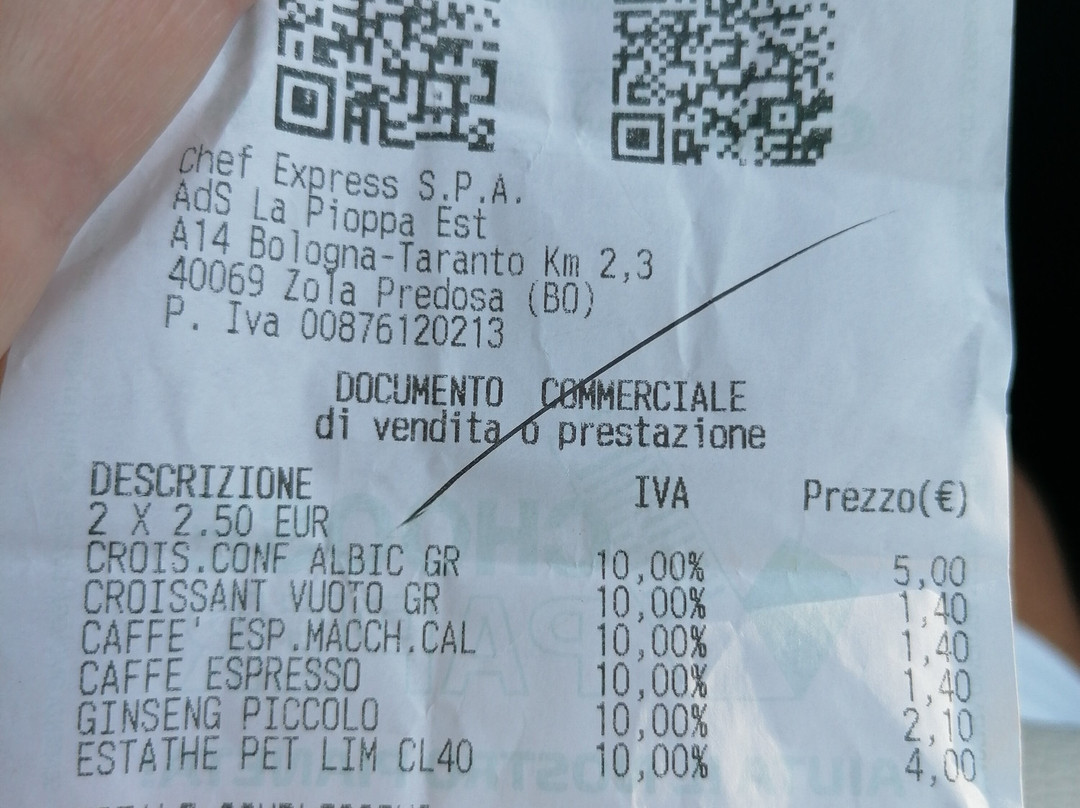 Chef Express S.P.A.
AdS La Pioppa Est
A14 Bologna-Taranto Km 2,3
40069 Zola Predosa (BO)
P. Iva 00876120213
DOCUMENTO COMMERCIALE
di vendita o prestazione
DESCRIZIONE IVA Prezzo(€)
2 X 2.50 EUR
CROIS.CONF ALBIC GR 10,00% 5,00
CROISSANT VUOTO GR 10,00% 1,40
CAFFE' ESP.MACCH.CAL 10,00% 1,40
CAFFE ESPRESSO 10,00% 1,40
GINSENG PICCOLO 10,00% 2,10
ESTATHE PET LIM CL40 10,00% 4,00